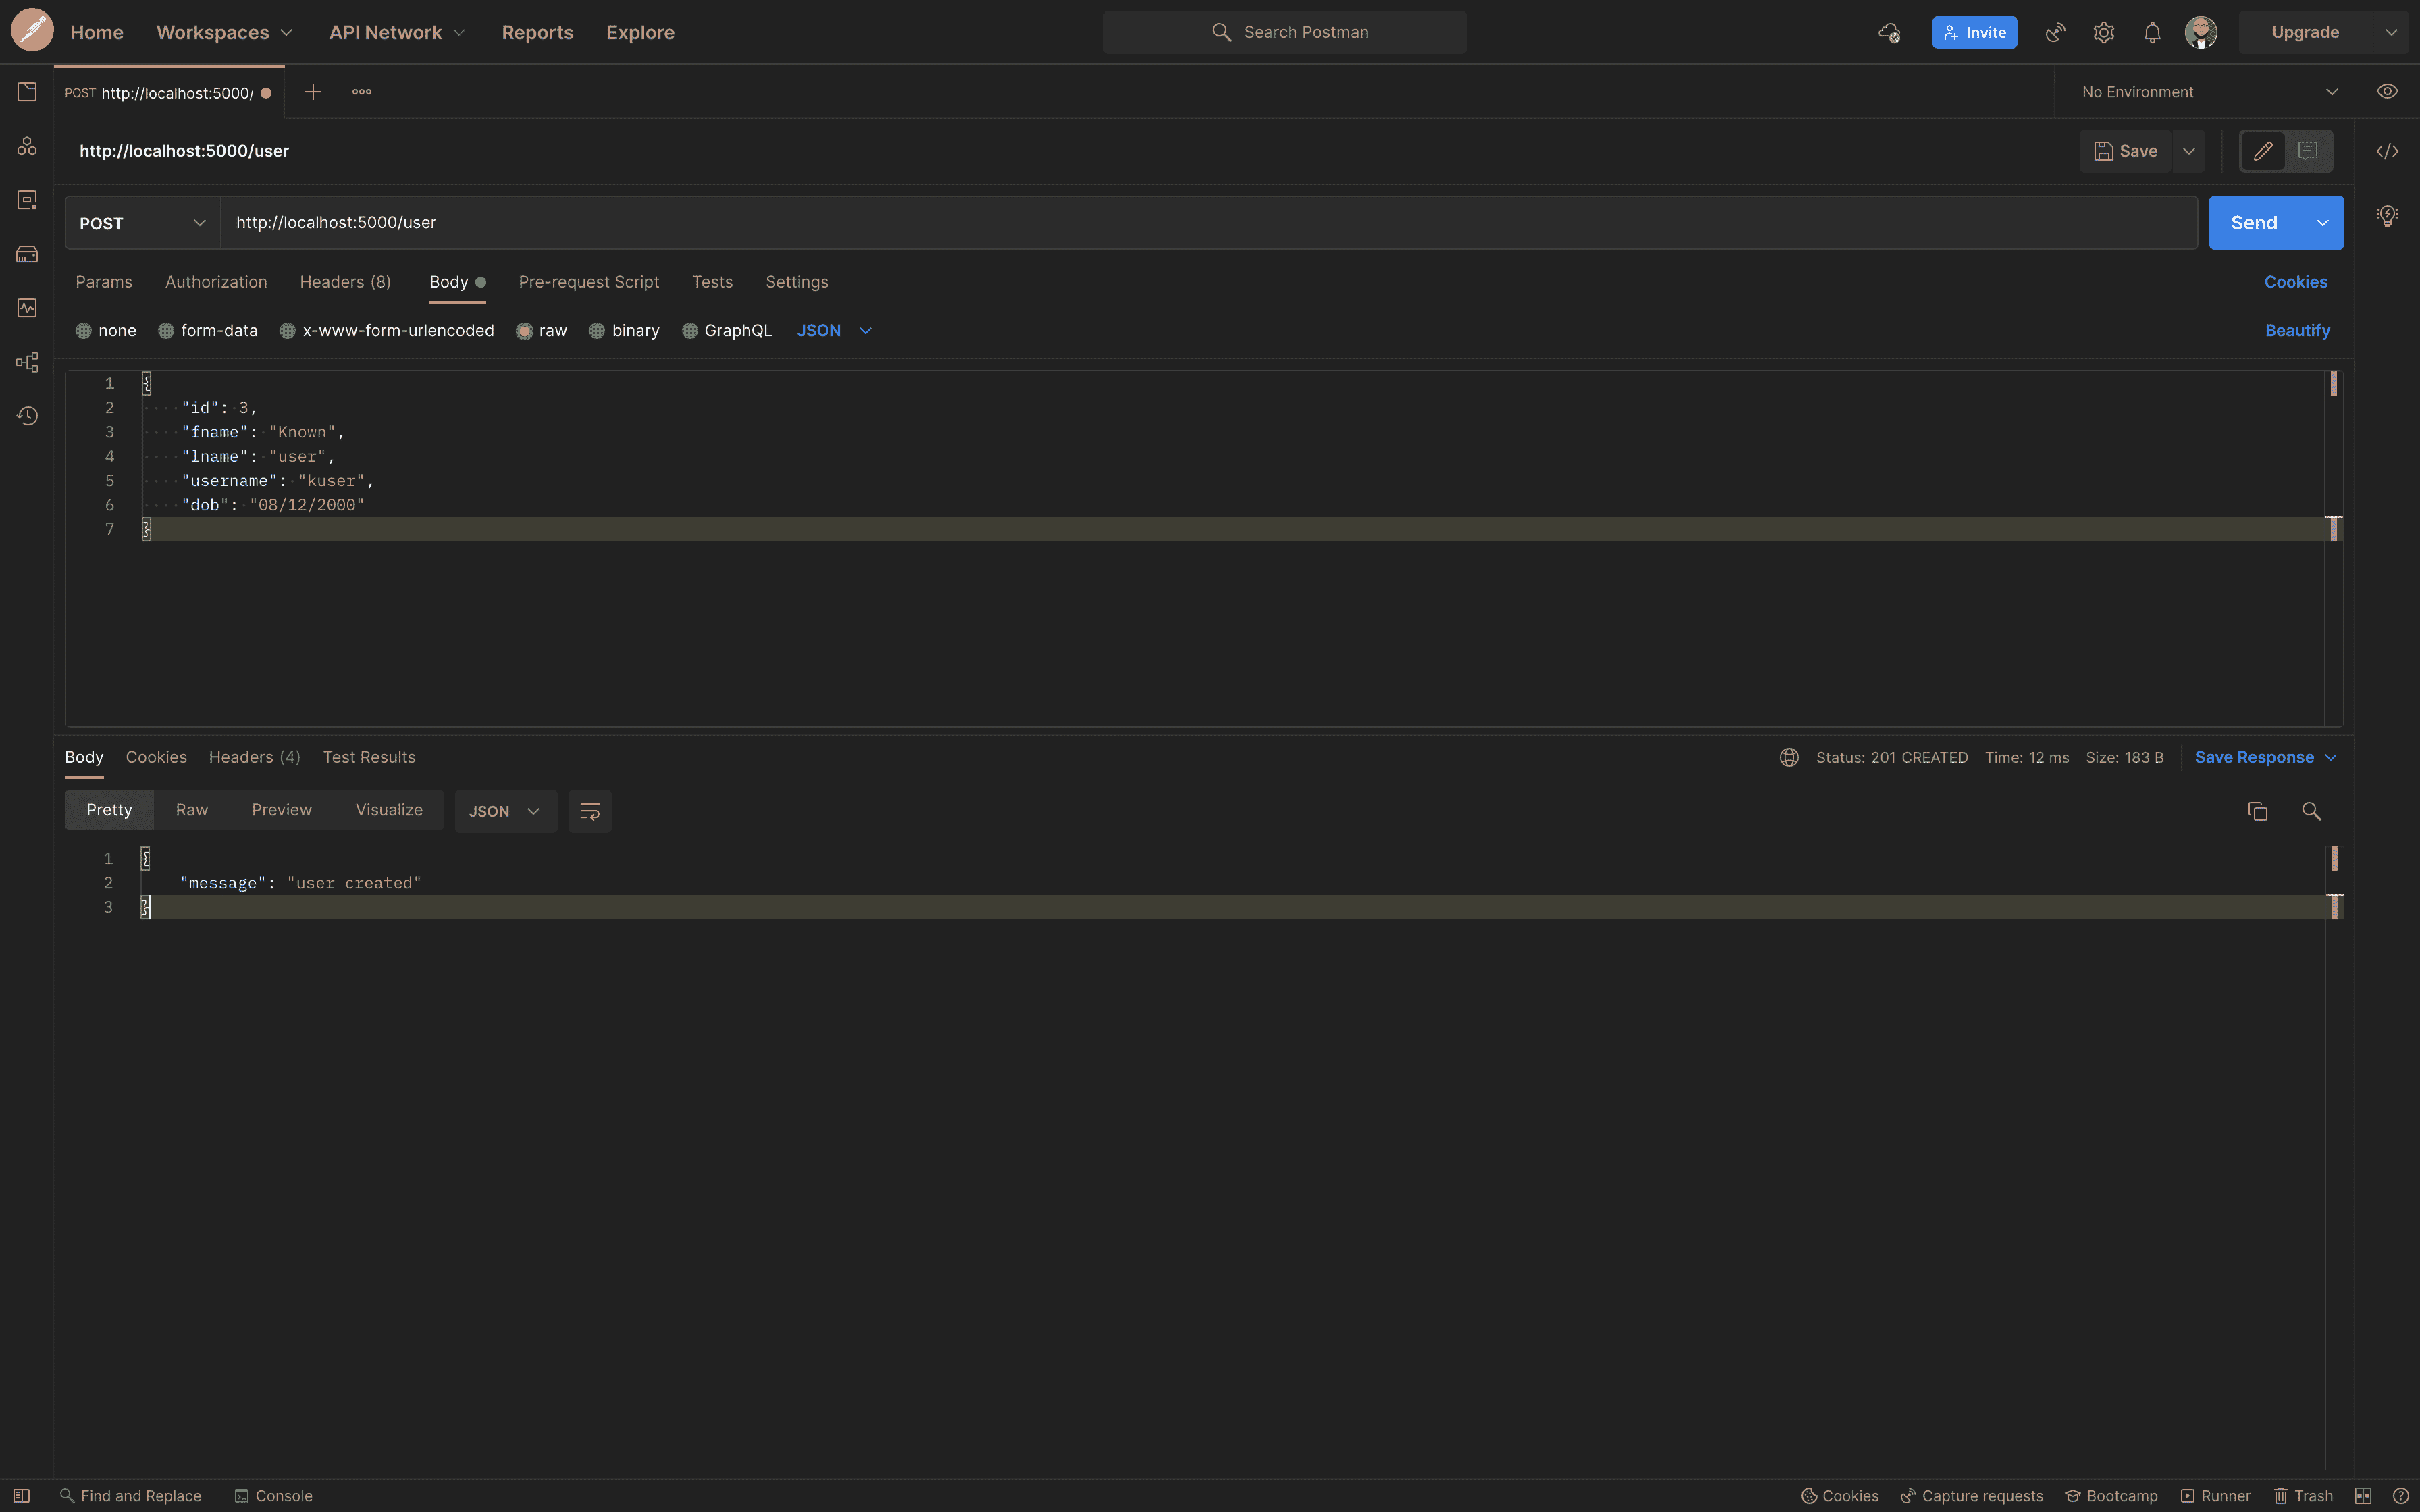 Home Workspaces API Network Reports Explore Search Postman Invite Upgrade
POST http://localhost:5000/ No Environment
http://localhost:5000/user Save
POST http://localhost:5000/user Send
Params Authorization Headers (8) Body Pre-request Script Tests Settings Cookies
none form-data x-www-form-urlencoded raw binary GraphQL JSON Beautify
1 {
2 "id": 3,
3 "fname": "Known",
4 "lname": "user",
5 "username": "kuser",
6 "dob": "08/12/2000"
7 }
Body Cookies Headers (4) Test Results Status: 201 CREATED Time: 12 ms Size: 183 B Save Response
Pretty Raw Preview Visualize JSON
1 {
2 "message": "user created"
3 }
Find and Replace Console Cookies Capture requests Bootcamp Runner Trash